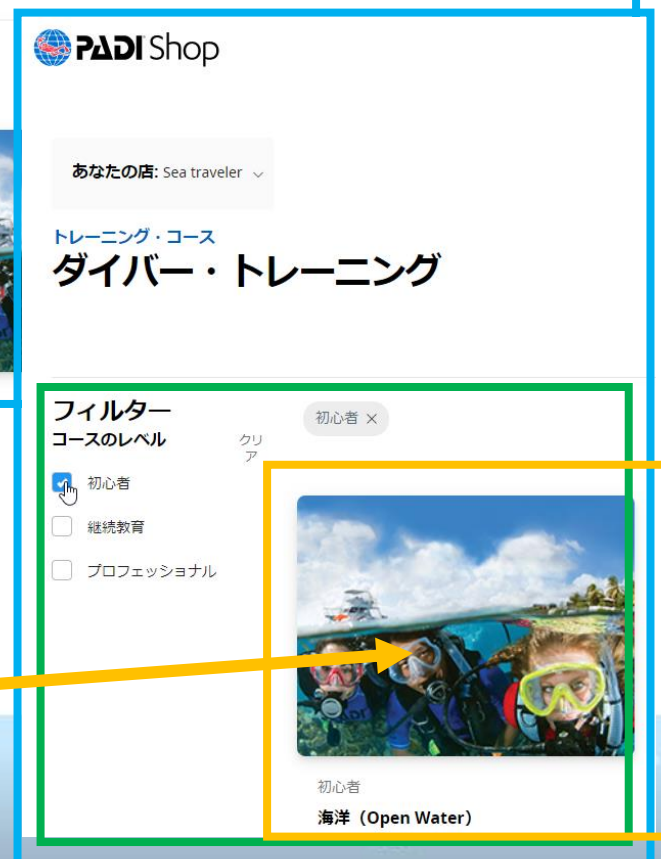 PADI Shop
あなたの店: Sea traveler
トレーニング・コース
ダイバー・トレーニング
フィルター
コースのレベル
クリ
ア
初心者 ×
初心者
継続教育
プロフェッショナル
PADI
初心者
海洋（Open Water）